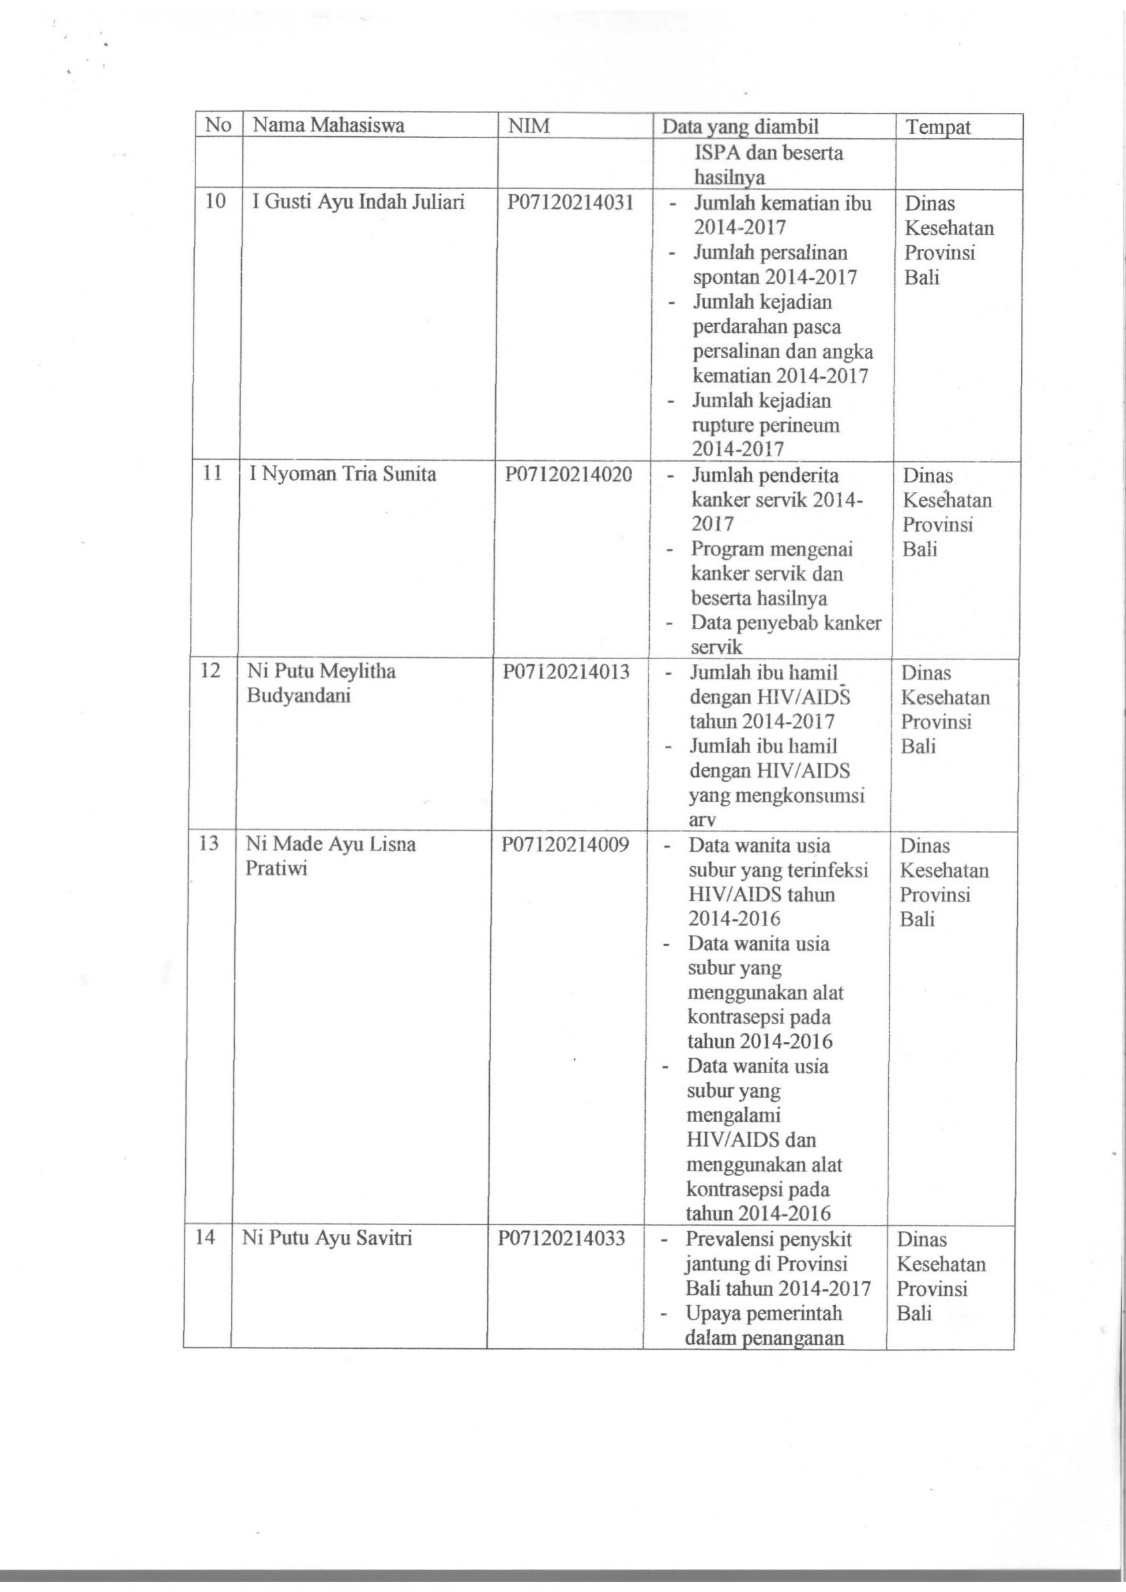 No Nama Mahasiswa NIM Data yang diambil Tempat
ISPA dan beserta
hasilnya
10 I Gusti Ayu Indah Juliari P07120214031 - Jumlah kematian ibu Dinas
2014-2017 Kesehatan
- Jumlah persalinan Provinsi
spontan 2014-2017 Bali
- Jumlah kejadian
perdarahan pasca
persalinan dan angka
kematian 2014-2017
- Jumlah kejadian
rupture perineum
2014-2017
11 I Nyoman Tria Sunita P07120214020 - Jumlah penderita Dinas
kanker servik 2014- Kesehatan
2017 Provinsi
- Program mengenai Bali
kanker servik dan
beserta hasilnya
- Data penyebab kanker
servik
12 Ni Putu Meylitha P07120214013 - Jumlah ibu hamil Dinas
Budyandani dengan HIV/AIDS Kesehatan
tahun 2014-2017 Provinsi
- Jumlah ibu hamil Bali
dengan HIV/AIDS
yang mengkonsumsi
arv
13 Ni Made Ayu Lisna P07120214009 - Data wanita usia Dinas
Pratiwi subur yang terinfeksi Kesehatan
HIV/AIDS tahun Provinsi
2014-2016 Bali
- Data wanita usia
subur yang
menggunakan alat
kontrasepsi pada
tahun 2014-2016
- Data wanita usia
subur yang
mengalami
HIV/AIDS dan
menggunakan alat
kontrasepsi pada
tahun 2014-2016
14 Ni Putu Ayu Savitri P07120214033 - Prevalensi penyskit Dinas
jantung di Provinsi Kesehatan
Bali tahun 2014-2017 Provinsi
- Upaya pemerintah Bali
dalam penanganan